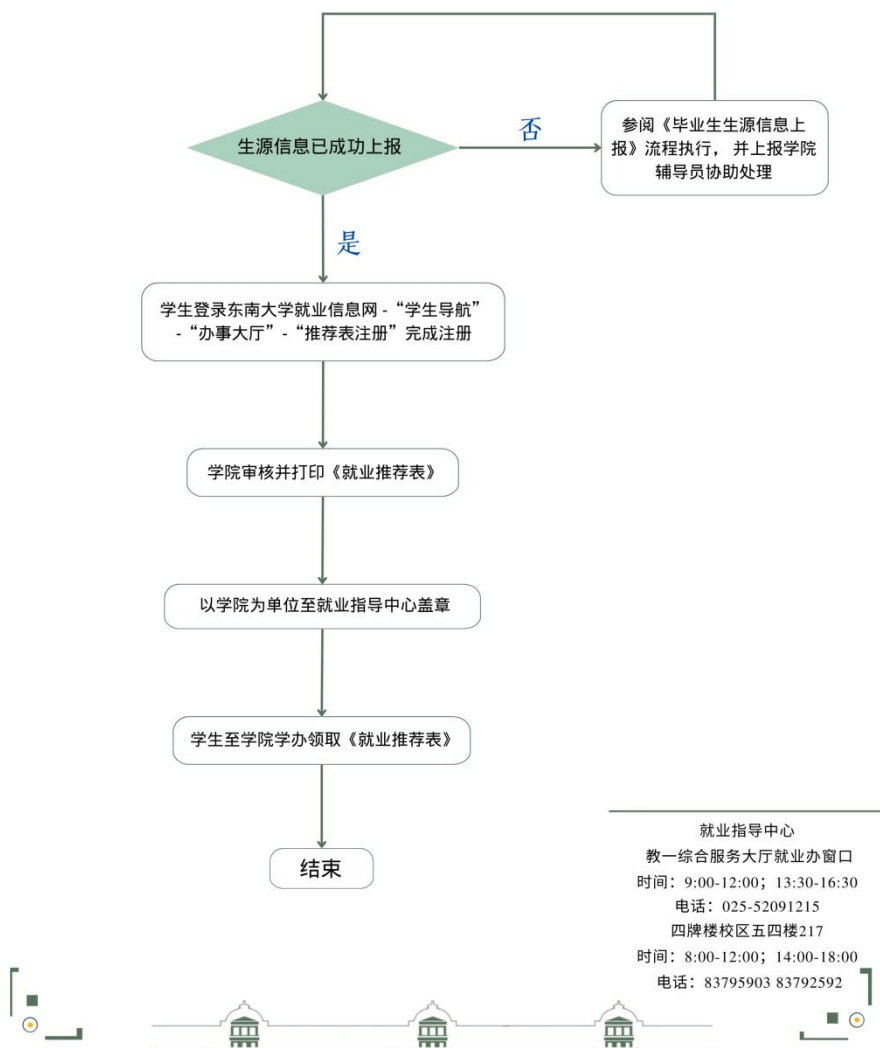 生源信息已成功上报
否
参阅《毕业生生源信息上
报》流程执行，并上报学院
辅导员协助处理
是
学生登录东南大学就业信息网 - “学生导航”
- “办事大厅” - “推荐表注册” 完成注册
学院审核并打印《就业推荐表》
以学院为单位至就业指导中心盖章
学生至学院学办领取《就业推荐表》
结束
就业指导中心
教一综合服务大厅就业办窗口
时间：9:00-12:00；13:30-16:30
电话：025-52091215
四牌楼校区五四楼217
时间：8:00-12:00；14:00-18:00
电话：83795903 83792592